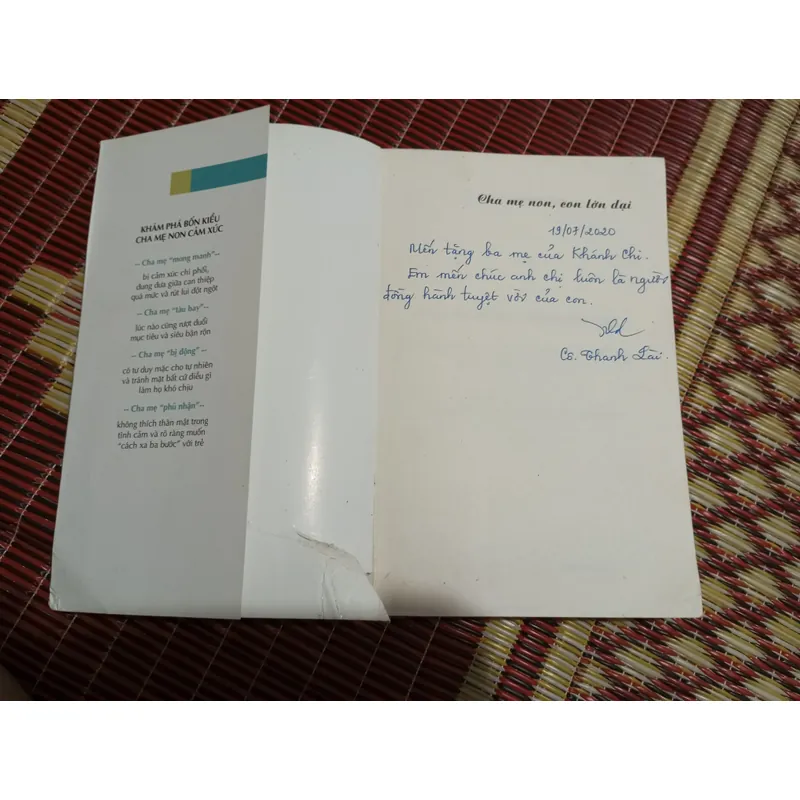 KHÁM PHÁ BỐN KIỂU
CHA MẸ NON CẢM XÚC
-- Cha mẹ "mong manh"--
bị cảm xúc chi phối,
dung đưa giữa can thiệp
quá mức và rút lui đột ngột
-- Cha mẹ "tàu bay"--
lúc nào cũng rượt đuổi
mục tiêu và siêu bận rộn
-- Cha mẹ "bị động" --
có tư duy mặc cho tự nhiên
và tránh mặt bất cứ điều gì
làm họ khó chịu
-- Cha mẹ "phủ nhận"--
không thích thân mật trong
tình cảm và rõ ràng muốn
"cách xa ba bước" với trẻ
Cha mẹ non, con lớn dại
19/07/2020
Mến tặng ba mẹ của Khánh Chi.
Em mến chúc anh chị luôn là người
đồng hành tuyệt vời của con.
Cs. Thanh Tài.